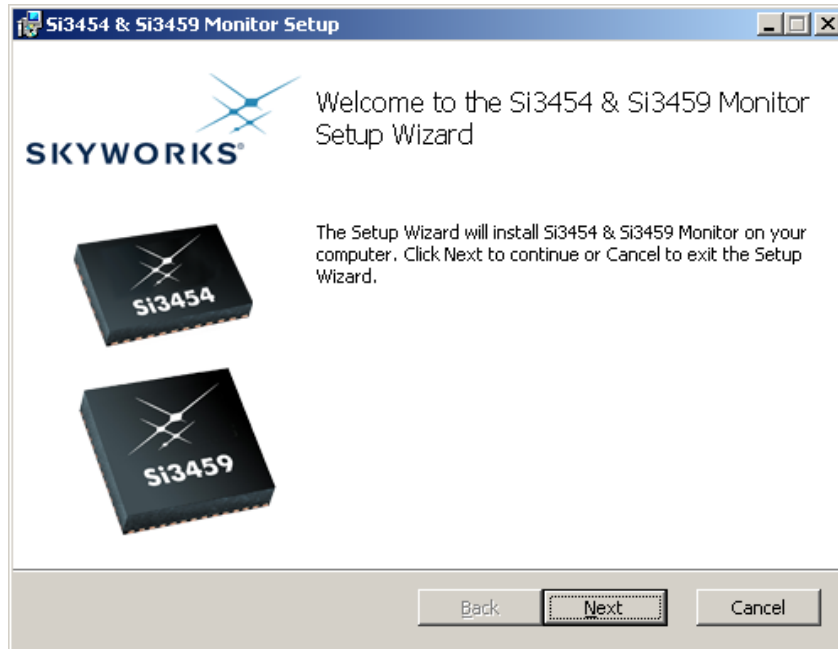 Si3454 & Si3459 Monitor Setup
SKYWORKS®
Welcome to the Si3454 & Si3459 Monitor
Setup Wizard
The Setup Wizard will install Si3454 & Si3459 Monitor on your
computer. Click Next to continue or Cancel to exit the Setup
Wizard.
Si3454
Si3459
Back
Next
Cancel